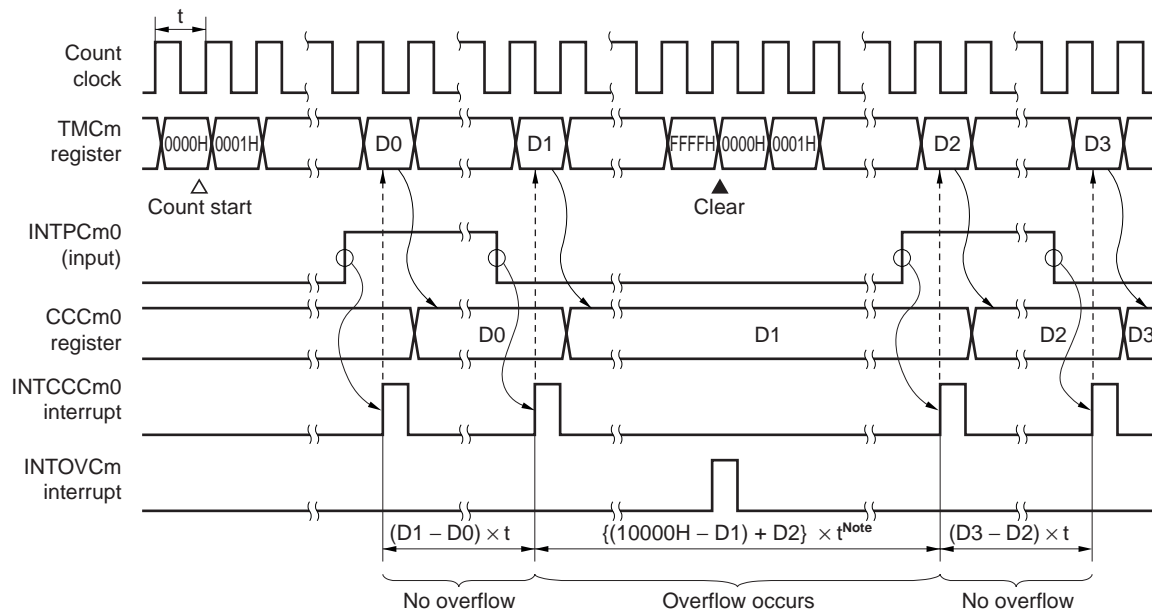 t
Count
clock
TMCm
register
0000H 0001H D0 D1 FFFFH 0000H 0001H D2 D3
Count start
Clear
INTPCm0
(input)
CCCm0
register
D0 D1 D2 D3
INTCCCm0
interrupt
INTOVCm
interrupt
(D1 − D0) × t {(10000H − D1) + D2} × tNote (D3 − D2) × t
No overflow Overflow occurs No overflow